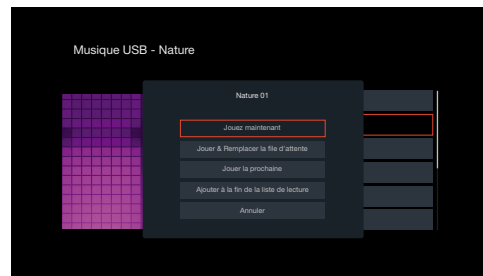 Musique USB - Nature
Nature 01
Jouez maintenant
Jouer & Remplacer la file d'attente
Jouer la prochaine
Ajouter à la fin de la liste de lecture
Annuler